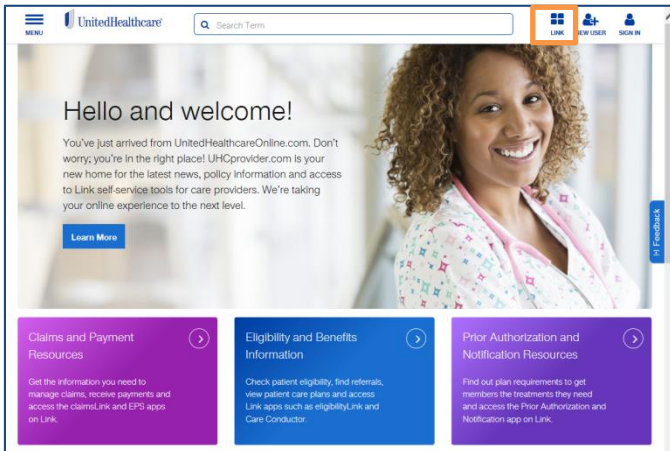 MENU
UnitedHealthcare
Search Term
LINK
NEW USER
SIGN IN
Hello and welcome!
You've just arrived from UnitedHealthcareOnline.com. Don't
worry; you're in the right place! UHCprovider.com is your
new home for the latest news, policy information and access
to Link self-service tools for care providers. We're taking
your online experience to the next level.
Learn More
Feedback
Claims and Payment
Resources
Get the information you need to
manage claims, receive payments and
access the claimsLink and EPS apps
on Link.
Eligibility and Benefits
Information
Check patient eligibility, find referrals,
view patient care plans and access
Link apps such as eligibilityLink and
Care Conductor.
Prior Authorization and
Notification Resources
Find out plan requirements to get
members the treatments they need
and access the Prior Authorization and
Notification app on Link.